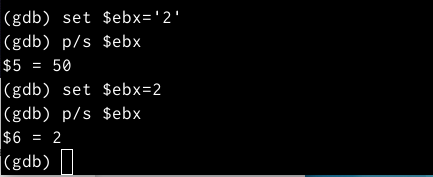 (gdb) set $ebx='2'
(gdb) p/s $ebx
$5 = 50
(gdb) set $ebx=2
(gdb) p/s $ebx
$6 = 2
(gdb)